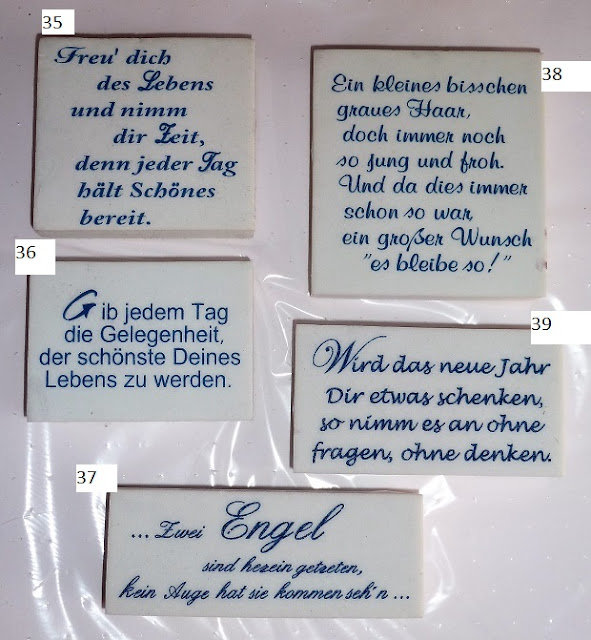 35
Freu' dich
des Lebens
und nimm
dir Zeit,
denn jeder Tag
hält Schönes
bereit.
38
Ein kleines bisschen
graues Haar,
doch immer noch
so jung und froh.
Und da dies immer
schon so war
ein großer Wunsch
"es bleibe so!"
36
Gib jedem Tag
die Gelegenheit,
der schönste Deines
Lebens zu werden.
39
Wird das neue Jahr
Dir etwas schenken,
so nimm es an ohne
fragen, ohne denken.
37
...Zwei Engel
sind herein getreten,
kein Auge hat sie kommen seh'n ...